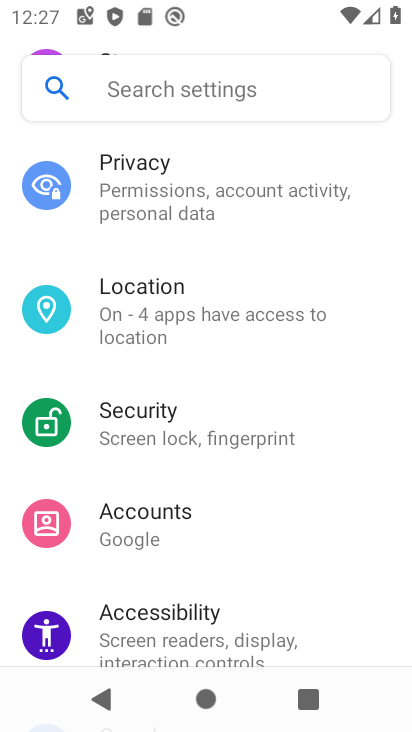 12:27
Search settings
Privacy
Permissions, account activity,
personal data
Location
On - 4 apps have access to
location
Security
Screen lock, fingerprint
Accounts
Google
Accessibility
Screen readers, display,
interaction controls